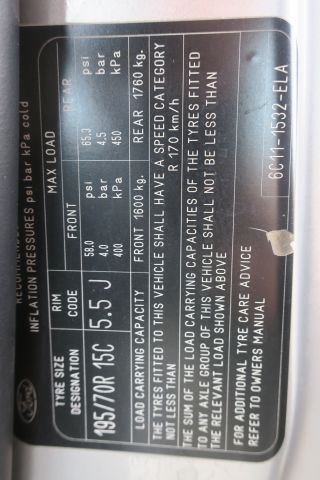 Ford
RECOMMENDED
INFLATION PRESSURES psi bar kPa cold
TYRE SIZE DESIGNATION
RIM CODE
MAX LOAD
FRONT
REAR
195/70R 15C
5.5 J
58.0 psi
4.0 bar
400 kPa
65.3 psi
4.5 bar
450 kPa
LOAD CARRYING CAPACITY FRONT 1600 kg. REAR 1760 kg.
THE TYRES FITTED TO THIS VEHICLE SHALL HAVE A SPEED CATEGORY
NOT LESS THAN R 170 km/h
THE SUM OF THE LOAD CARRYING CAPACITIES OF THE TYRES FITTED
TO ANY AXLE GROUP OF THIS VEHICLE SHALL NOT BE LESS THAN
THE RELEVANT LOAD SHOWN ABOVE
FOR ADDITIONAL TYRE CARE ADVICE
REFER TO OWNERS MANUAL
6C11-1532-ELA